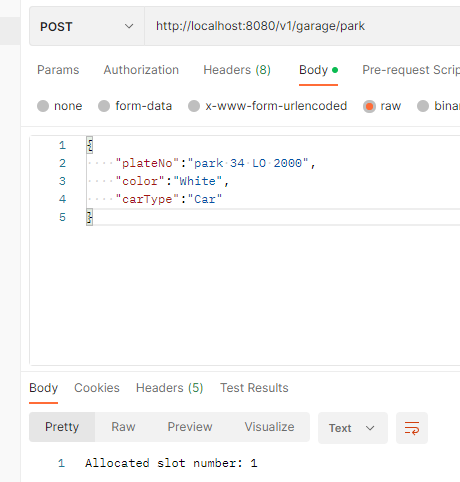 POST http://localhost:8080/v1/garage/park
Params Authorization Headers (8) Body Pre-request Scrip
none form-data x-www-form-urlencoded raw binar
1 {
2 ····"plateNo":"park·34·LO·2000",
3 ····"color":"White",
4 ····"carType":"Car"
5 }
Body Cookies Headers (5) Test Results
Pretty Raw Preview Visualize Text
1 Allocated slot number: 1